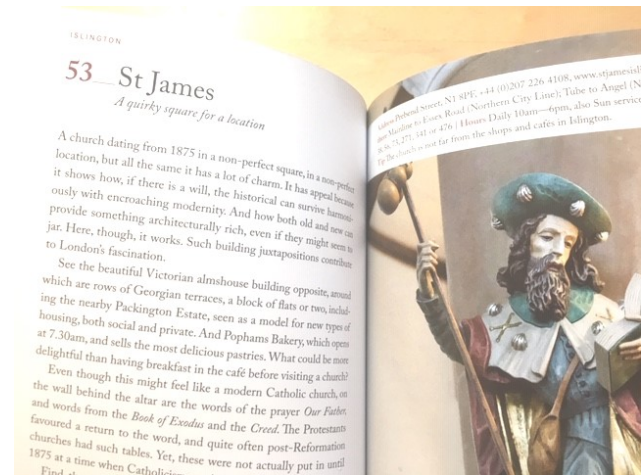 ISLINGTON
53 St James
A quirky square for a location
A church dating from 1875 in a non-perfect square, in a non-perfect
location, but all the same it has a lot of charm. It has appeal because
it shows how, if there is a will, the historical can survive harmoni-
ously with encroaching modernity. And how both old and new can
provide something architecturally rich, even if they might seem to
jar. Here, though, it works. Such building juxtapositions contribute
to London's fascination.
See the beautiful Victorian almshouse building opposite, around
which are rows of Georgian terraces, a block of flats or two, includ-
ing the nearby Packington Estate, seen as a model for new types of
housing, both social and private. And Pophams Bakery, which opens
at 7.30am, and sells the most delicious pastries. What could be more
delightful than having breakfast in the café before visiting a church?
Even though this might feel like a modern Catholic church, on
the wall behind the altar are the words of the prayer Our Father,
and words from the Book of Exodus and the Creed. The Protestants
favoured a return to the word, and quite often post-Reformation
churches had such tables. Yet, these were not actually put in until
1875 at a time when
Address Prebend Street, N1 8PF, +44 (0)207 226 4108, www.stjamesisl
Mainline to Essex Road (Northern City Line); Tube to Angel (N
341 or 476 | Hours Daily 10am–6pm, also Sun servic
Tip The church is not far from the shops and cafés in Islington.